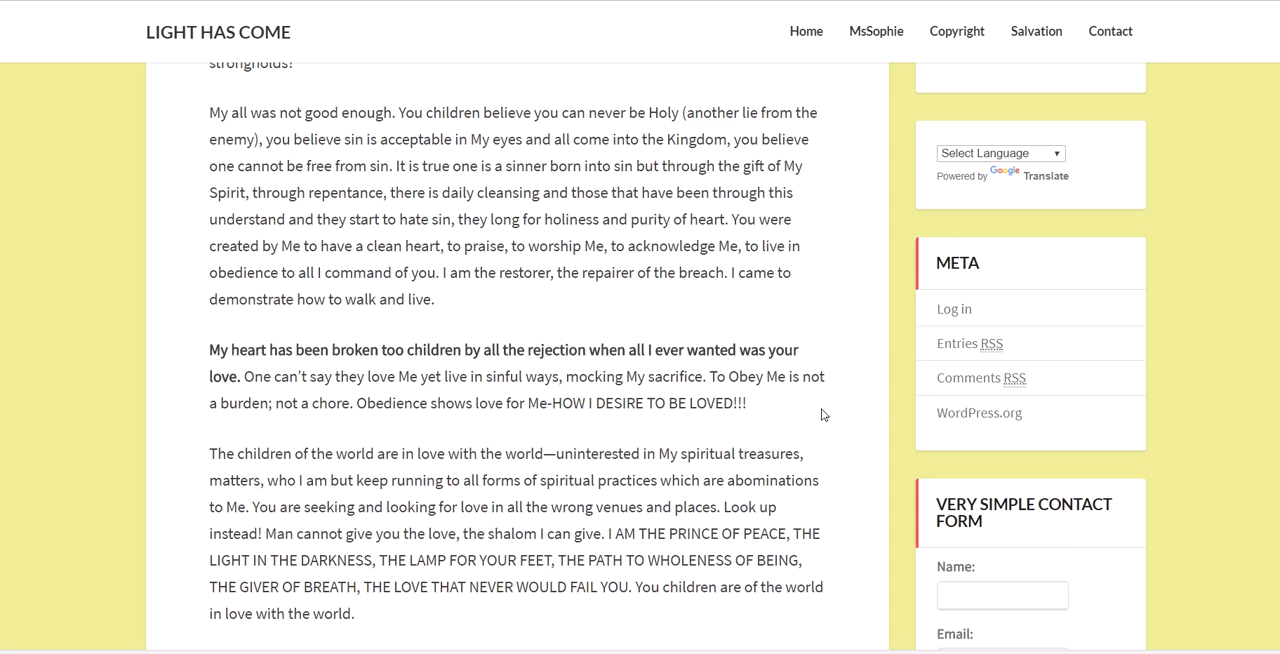 LIGHT HAS COME
Home
MsSophie
Copyright
Salvation
Contact
strongholds!
My all was not good enough. You children believe you can never be Holy (another lie from the
enemy), you believe sin is acceptable in My eyes and all come into the Kingdom, you believe
one cannot be free from sin. It is true one is a sinner born into sin but through the gift of My
Spirit, through repentance, there is daily cleansing and those that have been through this
understand and they start to hate sin, they long for holiness and purity of heart. You were
created by Me to have a clean heart, to praise, to worship Me, to acknowledge Me, to live in
obedience to all I command of you. I am the restorer, the repairer of the breach. I came to
demonstrate how to walk and live.
My heart has been broken too children by all the rejection when all I ever wanted was your
love. One can’t say they love Me yet live in sinful ways, mocking My sacrifice. To Obey Me is not
a burden; not a chore. Obedience shows love for Me-HOW I DESIRE TO BE LOVED!!!
The children of the world are in love with the world—uninterested in My spiritual treasures,
matters, who I am but keep running to all forms of spiritual practices which are abominations
to Me. You are seeking and looking for love in all the wrong venues and places. Look up
instead! Man cannot give you the love, the shalom I can give. I AM THE PRINCE OF PEACE, THE
LIGHT IN THE DARKNESS, THE LAMP FOR YOUR FEET, THE PATH TO WHOLENESS OF BEING,
THE GIVER OF BREATH, THE LOVE THAT NEVER WOULD FAIL YOU. You children are of the world
in love with the world.
Select Language
Powered by Google Translate
META
Log in
Entries RSS
Comments RSS
WordPress.org
VERY SIMPLE CONTACT
FORM
Name:
Email: